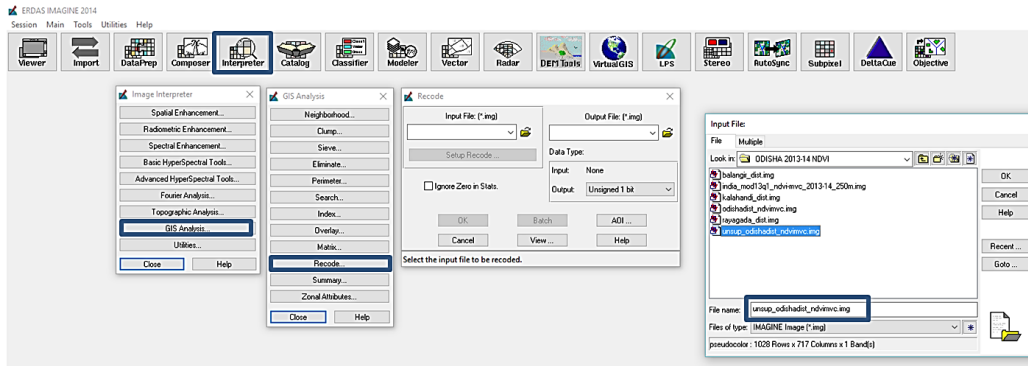 ERDAS IMAGINE 2014
Session Main Tools Utilities Help
Viewer Import DataPrep Composer Interpreter Catalog Classifier Modeler Vector Radar DEM Tools VirtualGIS LPS Stereo AutoSync Subpixel DeltaCue Objective
Image Interpreter
Spatial Enhancement...
Radiometric Enhancement...
Spectral Enhancement...
Basic HyperSpectral Tools...
Advanced HyperSpectral Tools...
Fourier Analysis...
Topographic Analysis...
GIS Analysis...
Utilities...
Close Help
GIS Analysis
Neighborhood...
Clump...
Sieve...
Eliminate...
Perimeter...
Search...
Index...
Overlay...
Matrix...
Recode...
Summary...
Zonal Attributes...
Close Help
Recode
Input File: (*.img) Output File: (*.img)
Setup Recode ...
Data Type:
Input: None
Ignore Zero in Stats.
Output: Unsigned 1 bit
OK Batch AOI ...
Cancel View ... Help
Select the input file to be recoded.
Input File:
File Multiple
Look in: ODISHA 2013-14 NDVI
balangir_dist.img
india_mod13q1_ndvi-mvc_2013-14_250m.img
kalahandi_dist.img
odishadist_ndvimvc.img
rayagada_dist.img
unsup_odishadist_ndvimvc.img
OK
Cancel
Help
Recent ...
Goto ...
File name: unsup_odishadist_ndvimvc.img
Files of type: IMAGINE Image (*.img)
pseudocolor : 1028 Rows x 717 Columns x 1 Band(s)